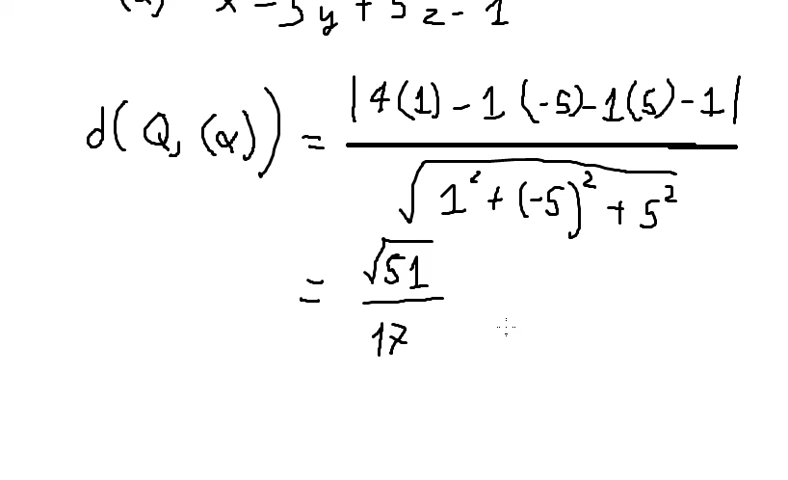 (α) x - 5y + 5z - 1
d(Q, (α)) = |4(1) - 1(-5) - 1(5) - 1| / √(1² + (-5)² + 5²)
= √51 / 17